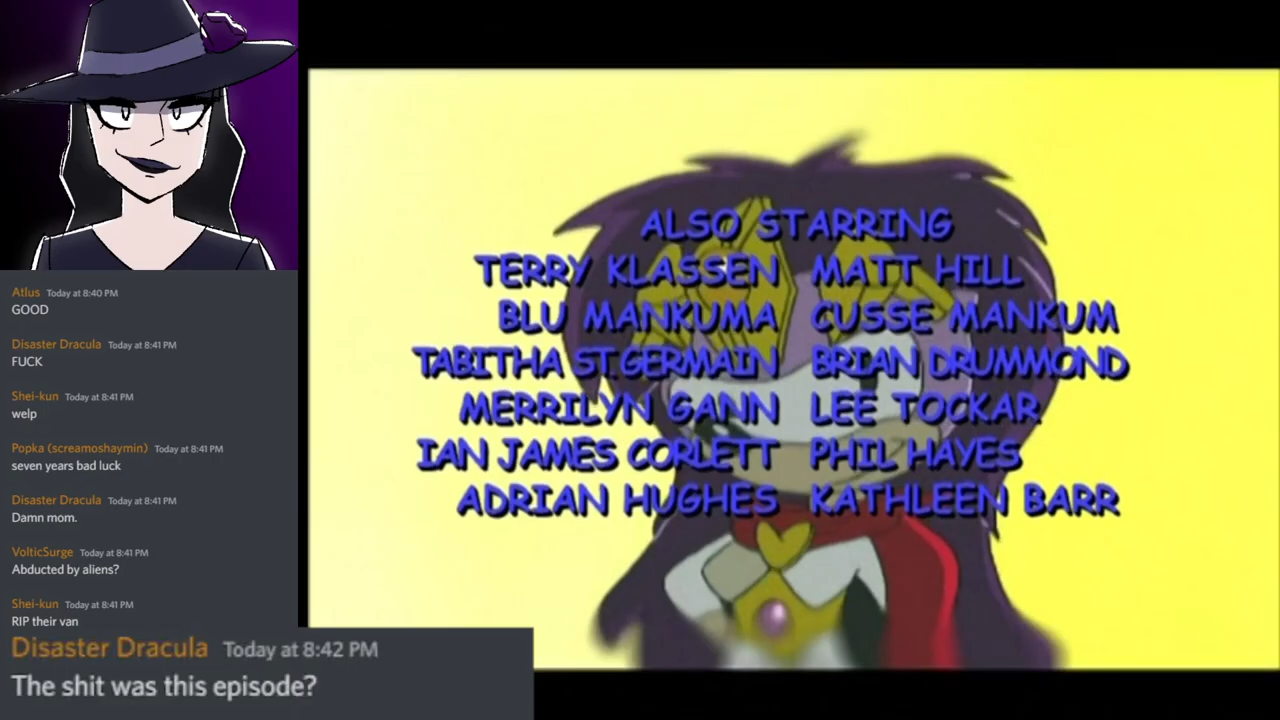 Atlus Today at 8:40 PM
GOOD
Disaster Dracula Today at 8:41 PM
FUCK
Shei-kun Today at 8:41 PM
welp
Popka (screamoshaymin) Today at 8:41 PM
seven years bad luck
Disaster Dracula Today at 8:41 PM
Damn mom.
VolticSurge Today at 8:41 PM
Abducted by aliens?
Shei-kun Today at 8:41 PM
RIP their van
Disaster Dracula Today at 8:42 PM
The shit was this episode?
ALSO STARRING
TERRY KLASSEN MATT HILL
BLU MANKUMA CUSSE MANKUM
TABITHA ST.GERMAIN BRIAN DRUMMOND
MERRILYN GANN LEE TOCKAR
IAN JAMES CORLETT PHIL HAYES
ADRIAN HUGHES KATHLEEN BARR